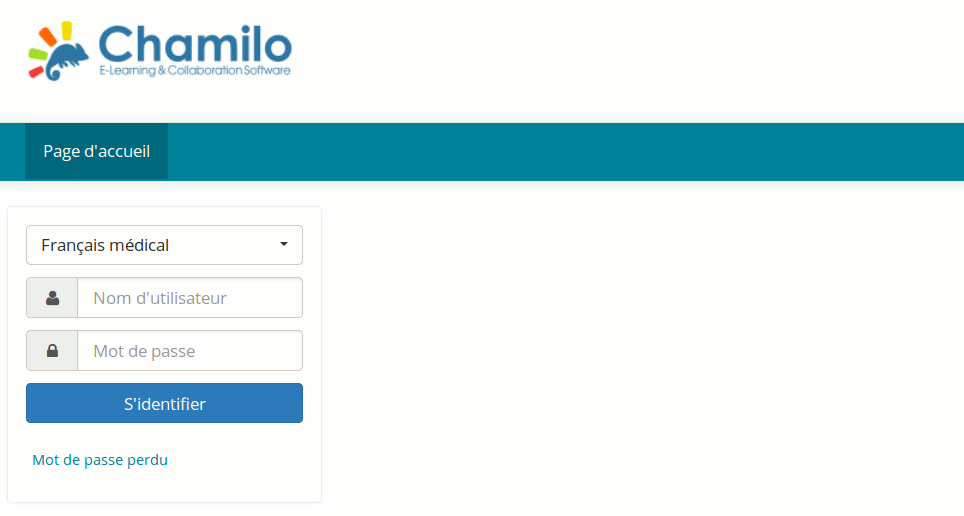 Chamilo
E-Learning & Collaboration Software
Page d'accueil
Français médical
Nom d'utilisateur
Mot de passe
S'identifier
Mot de passe perdu